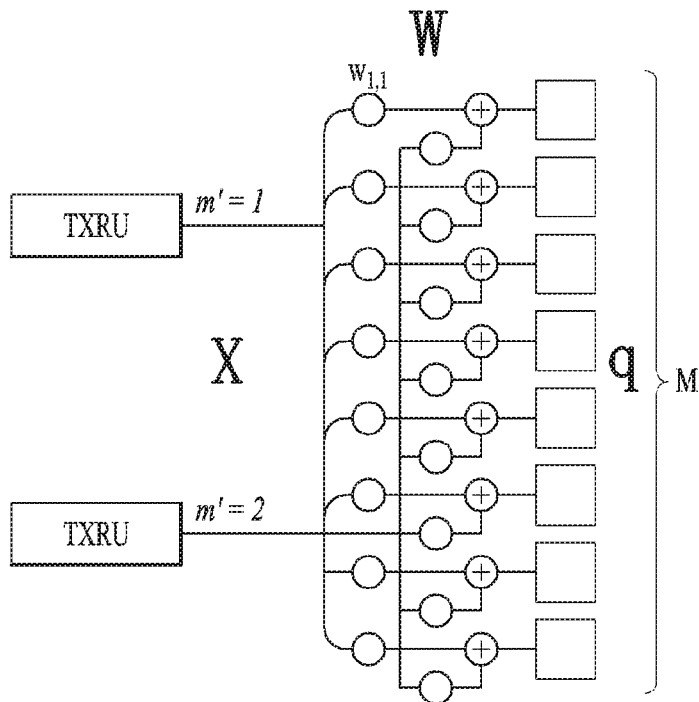 W
w1,1
TXRU
m' = 1
X
q
M
TXRU
m' = 2